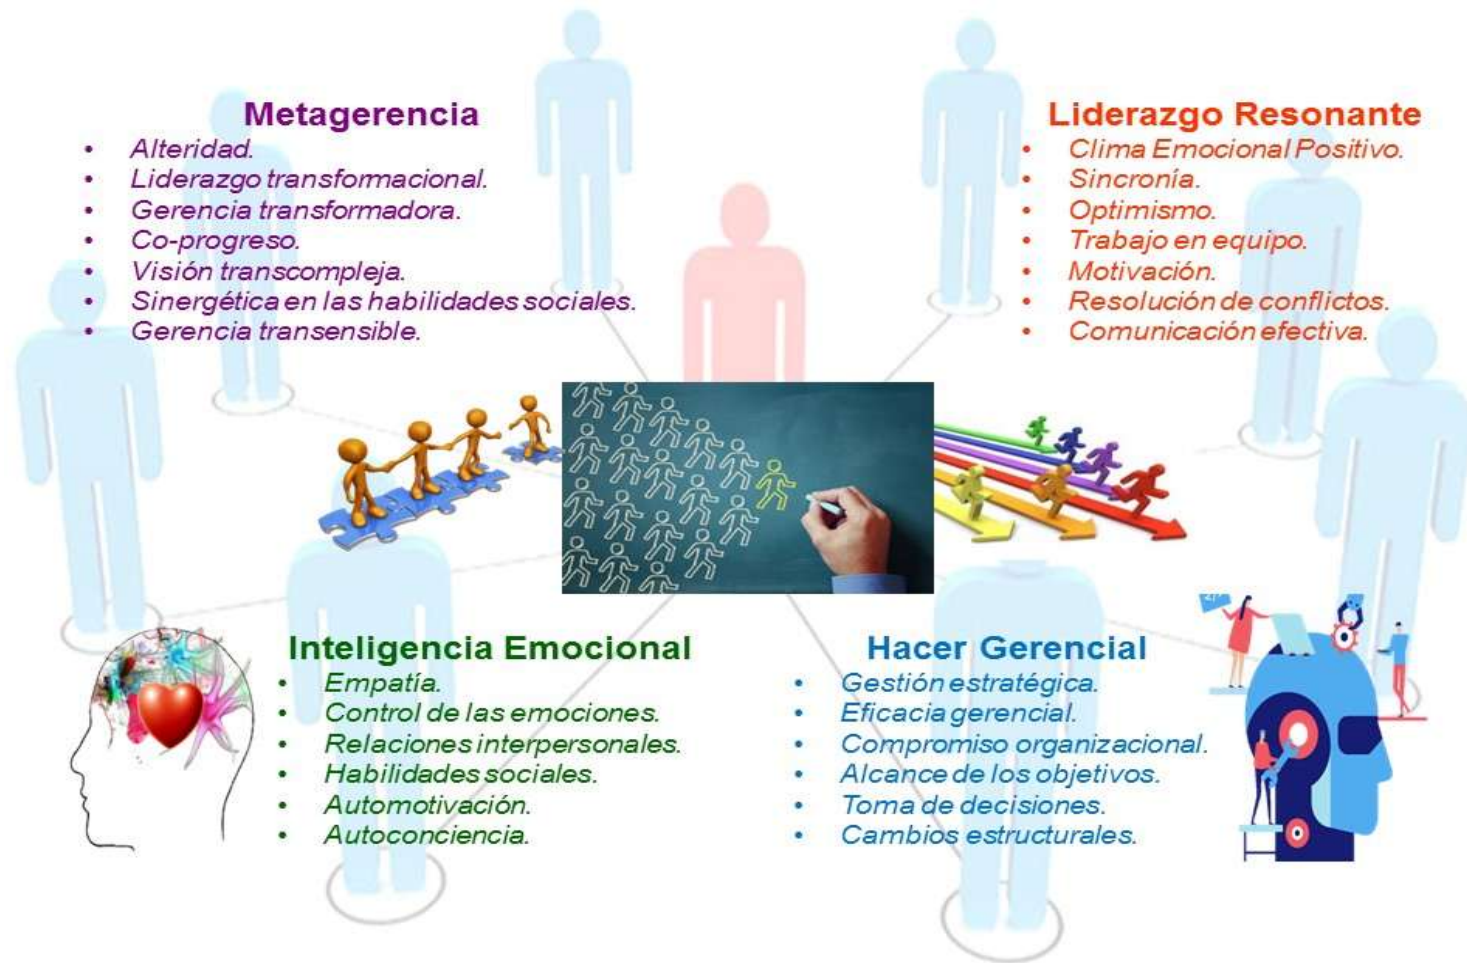 Metagerencia
• Alteridad.
• Liderazgo transformacional.
• Gerencia transformadora.
• Co-progreso.
• Visión transcompleja.
• Sinergética en las habilidades sociales.
• Gerencia transensible.
Liderazgo Resonante
• Clima Emocional Positivo.
• Sincronía.
• Optimismo.
• Trabajo en equipo.
• Motivación.
• Resolución de conflictos.
• Comunicación efectiva.
Inteligencia Emocional
• Empatía.
• Control de las emociones.
• Relaciones interpersonales.
• Habilidades sociales.
• Automotivación.
• Autoconciencia.
Hacer Gerencial
• Gestión estratégica.
• Eficacia gerencial.
• Compromiso organizacional.
• Alcance de los objetivos.
• Toma de decisiones.
• Cambios estructurales.